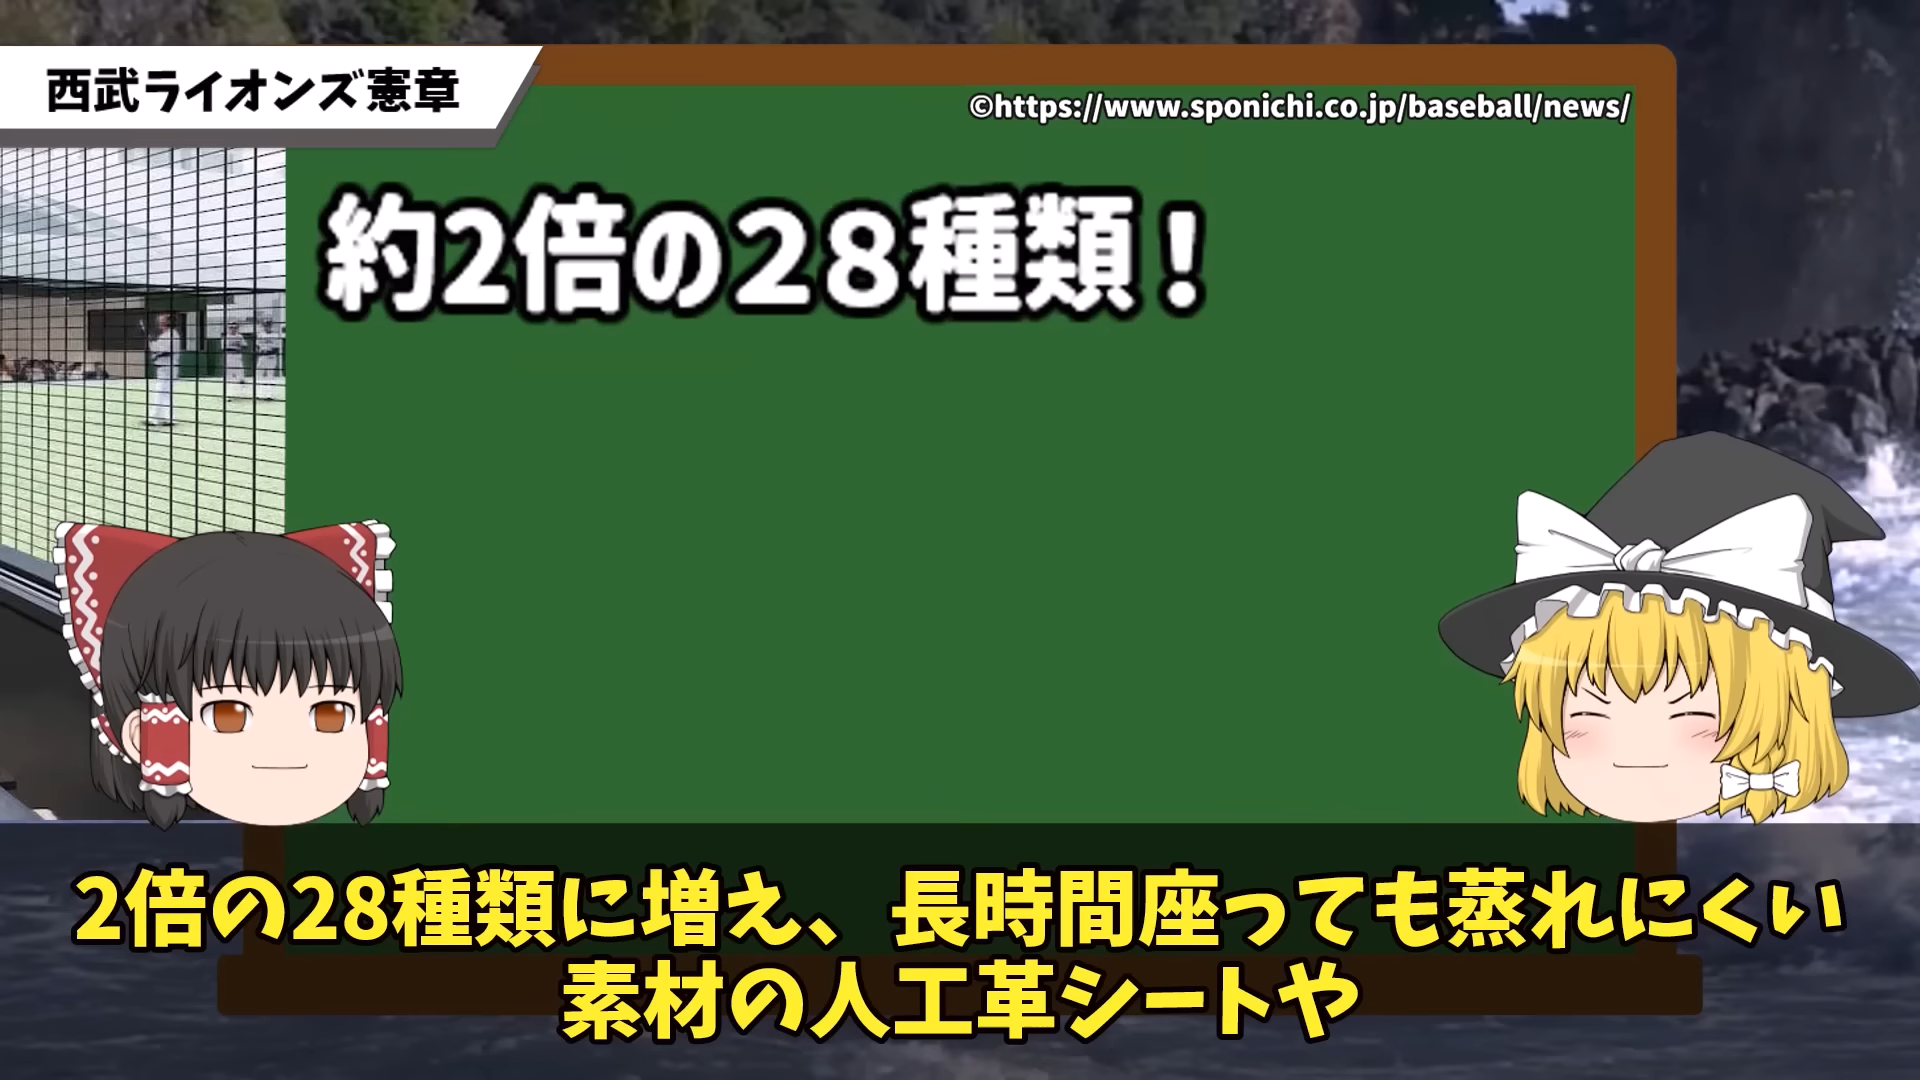 西武ライオンズ憲章
©https://www.sponichi.co.jp/baseball/news/
約2倍の２８種類！
2倍の28種類に増え、長時間座っても蒸れにくい
素材の人工革シートや